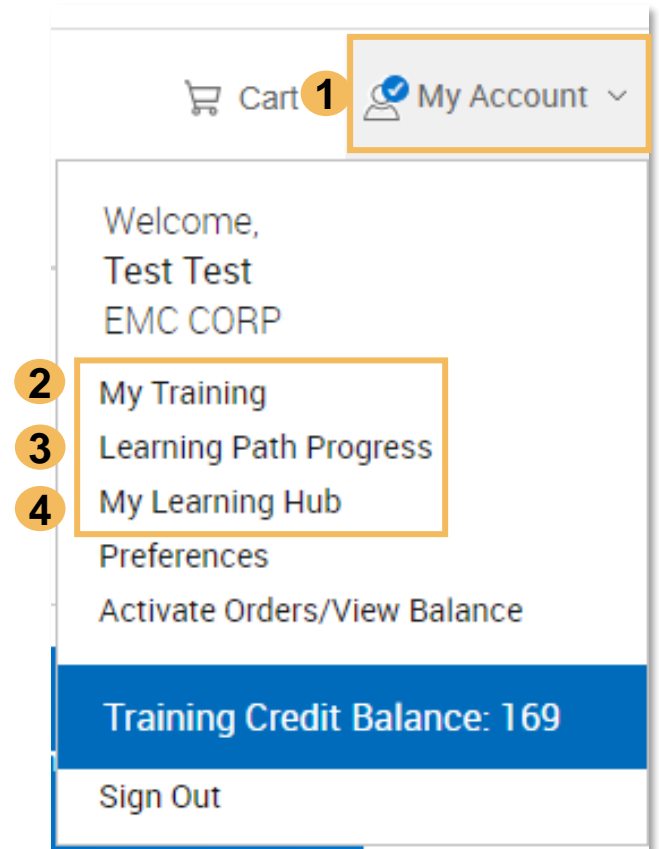 Cart 1 My Account
Welcome,
Test Test
EMC CORP
2 My Training
3 Learning Path Progress
4 My Learning Hub
Preferences
Activate Orders/View Balance
Training Credit Balance: 169
Sign Out